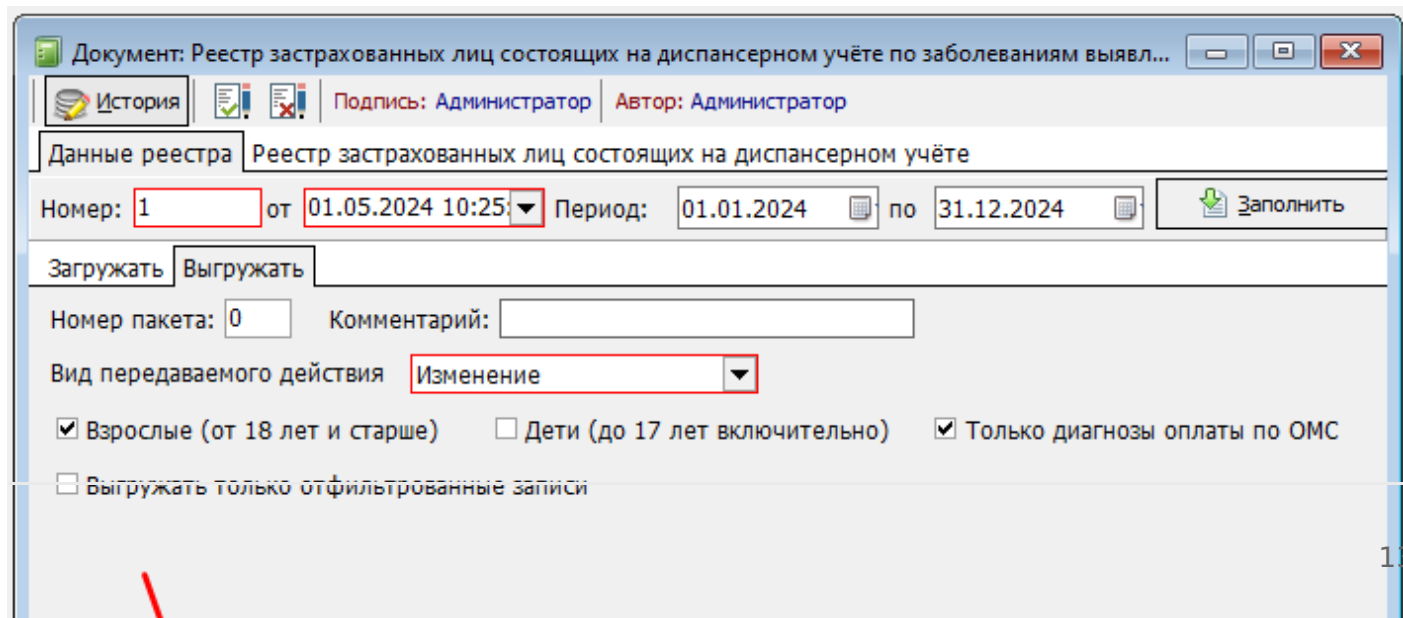 Документ: Реестр застрахованных лиц состоящих на диспансерном учёте по заболеваниям выявл...
История Подпись: Администратор Автор: Администратор
Данные реестра Реестр застрахованных лиц состоящих на диспансерном учёте
Номер: 1 от 01.05.2024 10:25: Период: 01.01.2024 по 31.12.2024 Заполнить
Загружать Выгружать
Номер пакета: 0 Комментарий:
Вид передаваемого действия Изменение
Взрослые (от 18 лет и старше) Дети (до 17 лет включительно) Только диагнозы оплаты по ОМС
Выгружать только отфильтрованные записи